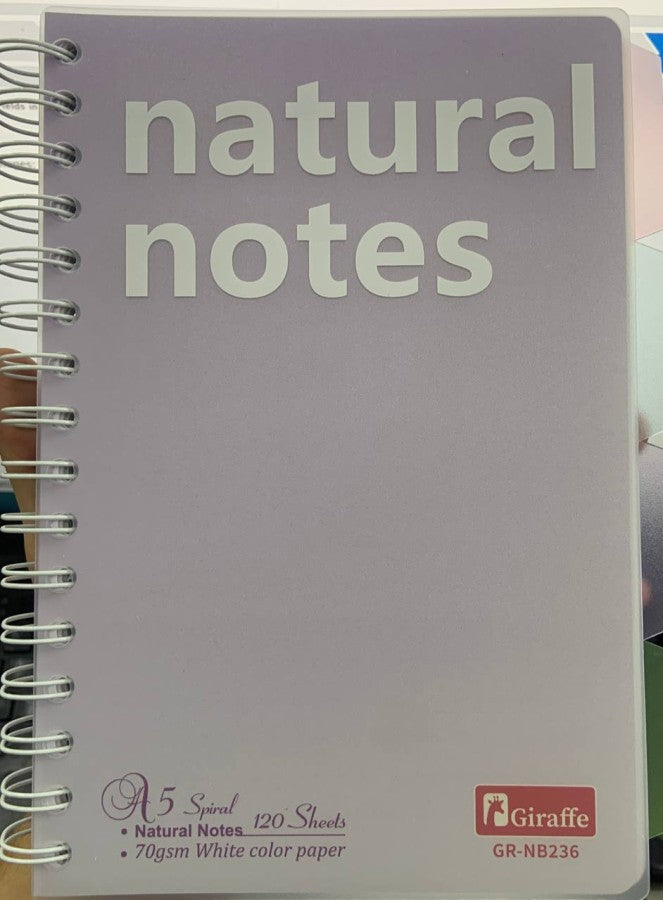 natural
notes
A5 Spiral 120 Sheets
• Natural Notes
• 70gsm White color paper
Giraffe
GR-NB236